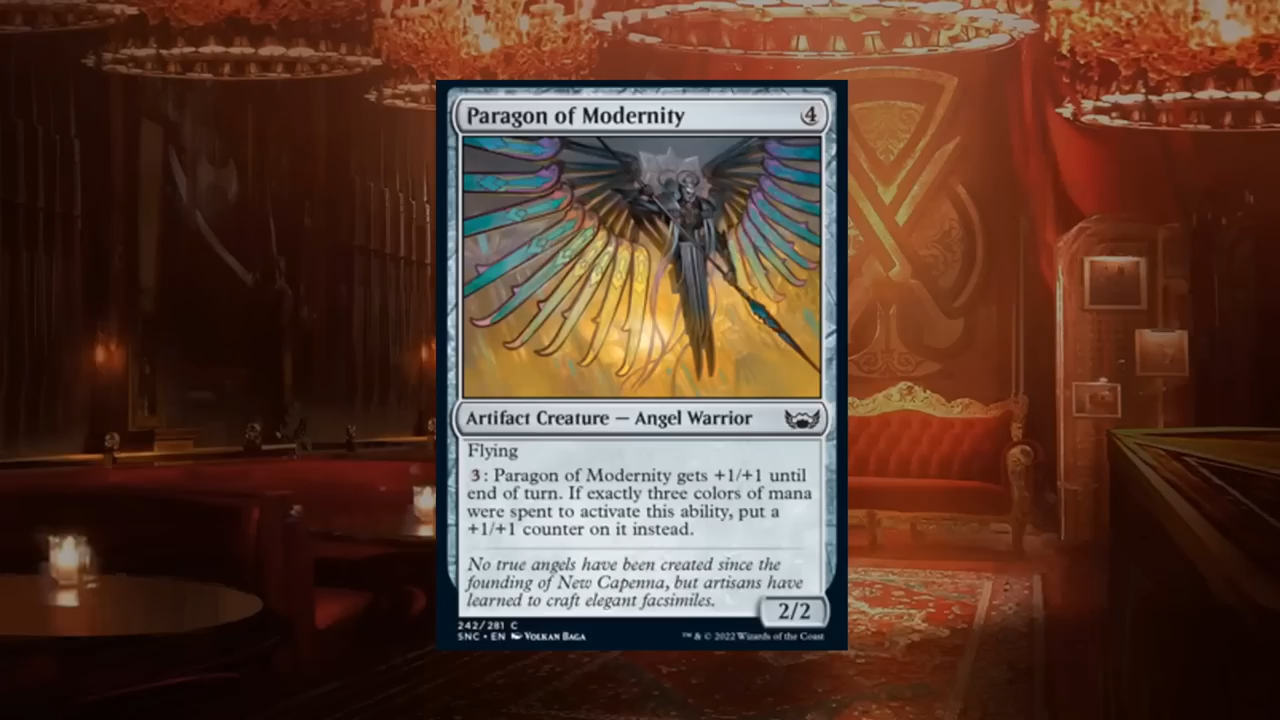 Paragon of Modernity 4
Artifact Creature — Angel Warrior
Flying
3: Paragon of Modernity gets +1/+1 until
end of turn. If exactly three colors of mana
were spent to activate this ability, put a
+1/+1 counter on it instead.
No true angels have been created since the
founding of New Capenna, but artisans have
learned to craft elegant facsimiles.
2/2
242/281 C
SNC • EN Volkan Baga
™ & © 2022 Wizards of the Coast